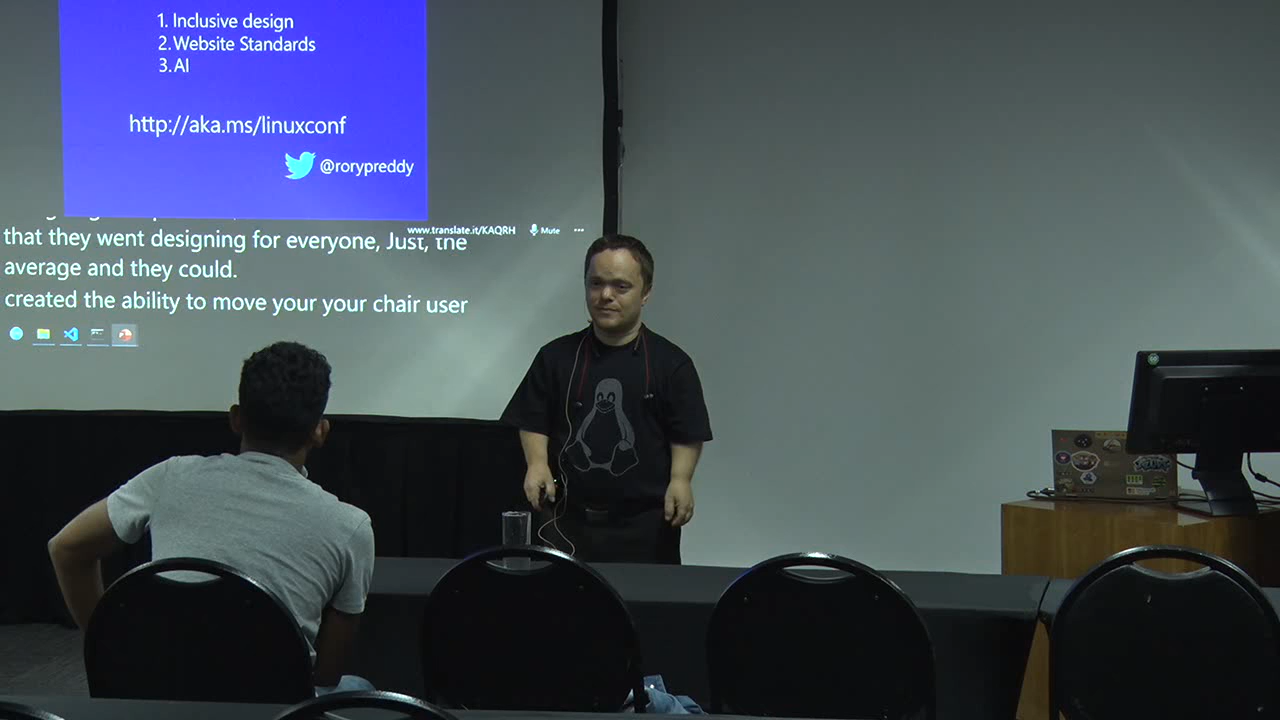 1. Inclusive design
2. Website Standards
3. AI
http://aka.ms/linuxconf
@rorypreddy
www.translate.it/KAQRH Mute
that they went designing for everyone, Just, the
average and they could.
created the ability to move your your chair user